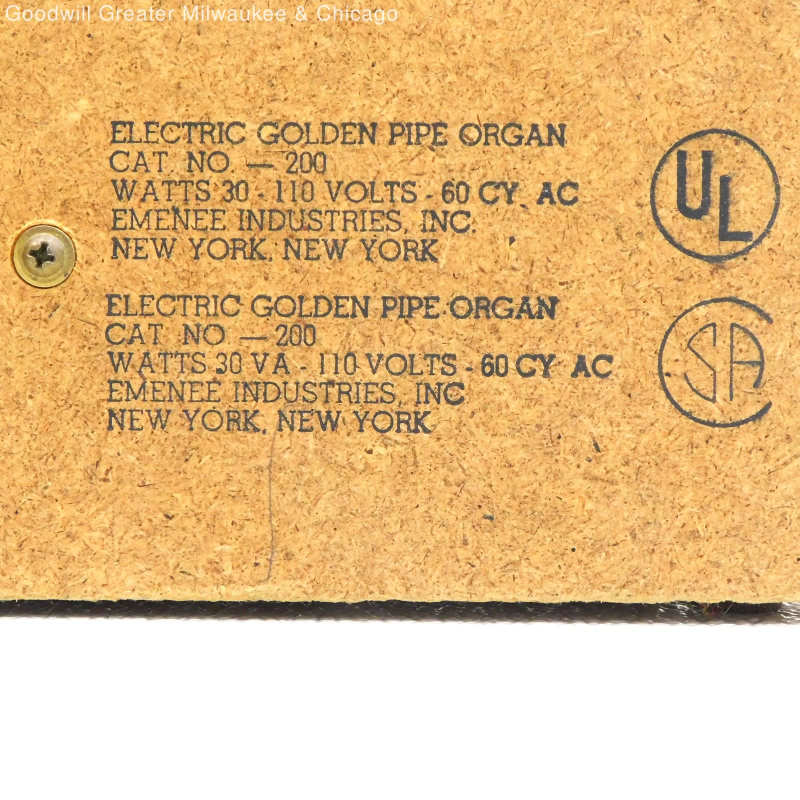 Goodwill Greater Milwaukee & Chicago
ELECTRIC GOLDEN PIPE ORGAN
CAT. NO. — 200
WATTS 30 - 110 VOLTS - 60 CY. AC
EMENEE INDUSTRIES, INC.
NEW YORK, NEW YORK
UL
ELECTRIC GOLDEN PIPE ORGAN
CAT NO — 200
WATTS 30 VA - 110 VOLTS - 60 CY AC
EMENEE INDUSTRIES, INC
NEW YORK, NEW YORK
CSA